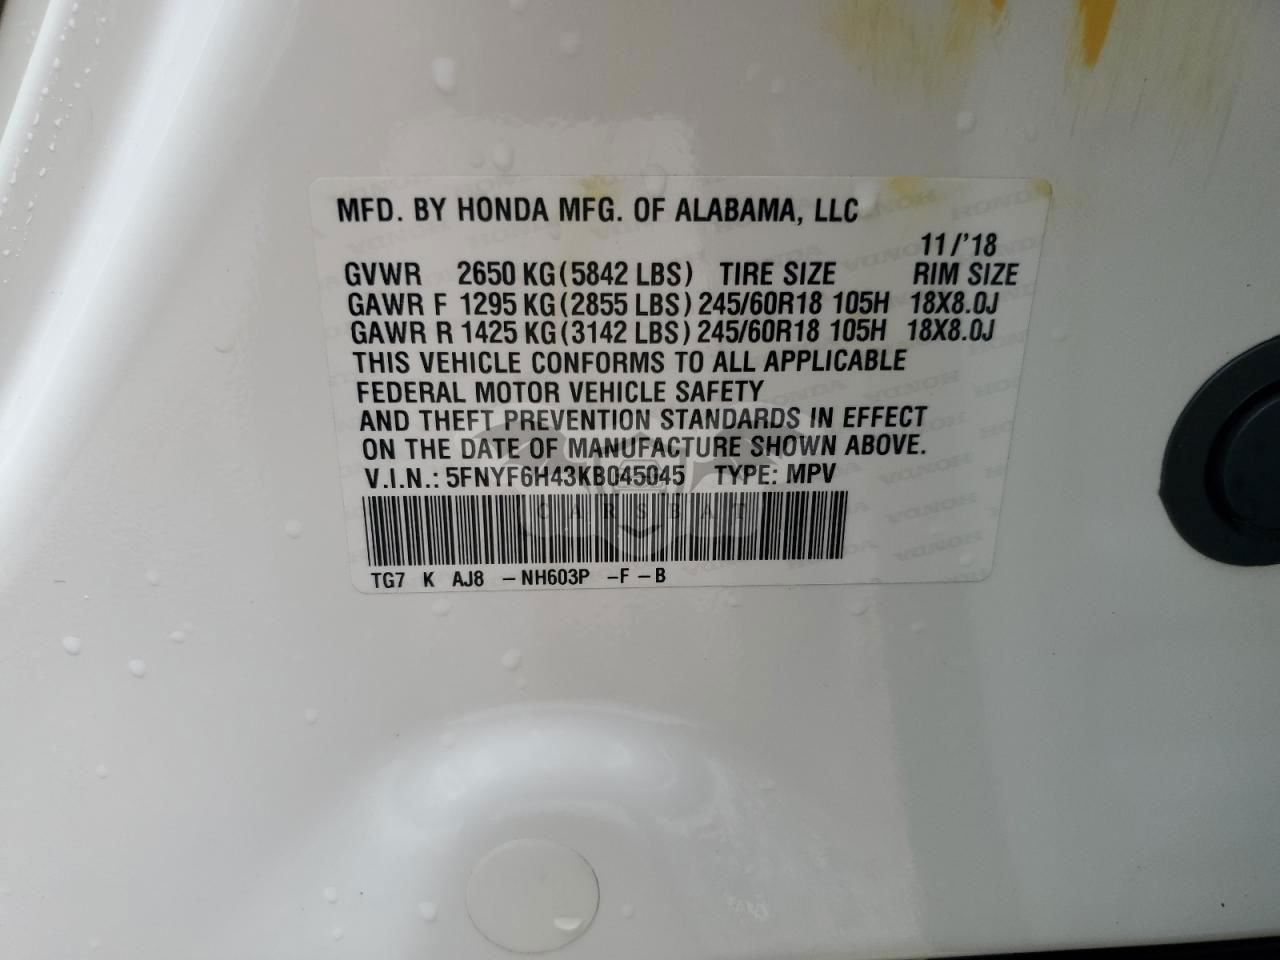 MFD. BY HONDA MFG. OF ALABAMA, LLC
11/'18
GVWR 2650 KG(5842 LBS) TIRE SIZE RIM SIZE
GAWR F 1295 KG(2855 LBS) 245/60R18 105H 18X8.0J
GAWR R 1425 KG(3142 LBS) 245/60R18 105H 18X8.0J
THIS VEHICLE CONFORMS TO ALL APPLICABLE
FEDERAL MOTOR VEHICLE SAFETY
AND THEFT PREVENTION STANDARDS IN EFFECT
ON THE DATE OF MANUFACTURE SHOWN ABOVE.
V.I.N.: 5FNYF6H43KB045045 TYPE: MPV
CARSBAT
TG7 K AJ8 -NH603P -F-B